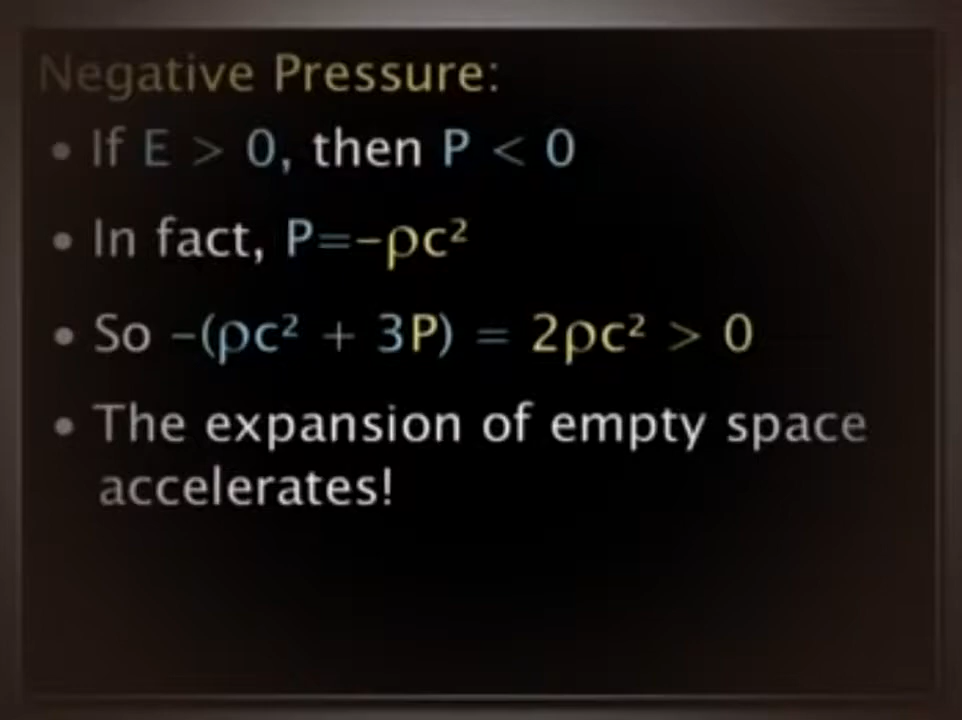 Negative Pressure:
• If E > 0, then P < 0
• In fact, P=-ρc²
• So -(ρc² + 3P) = 2ρc² > 0
• The expansion of empty space
accelerates!